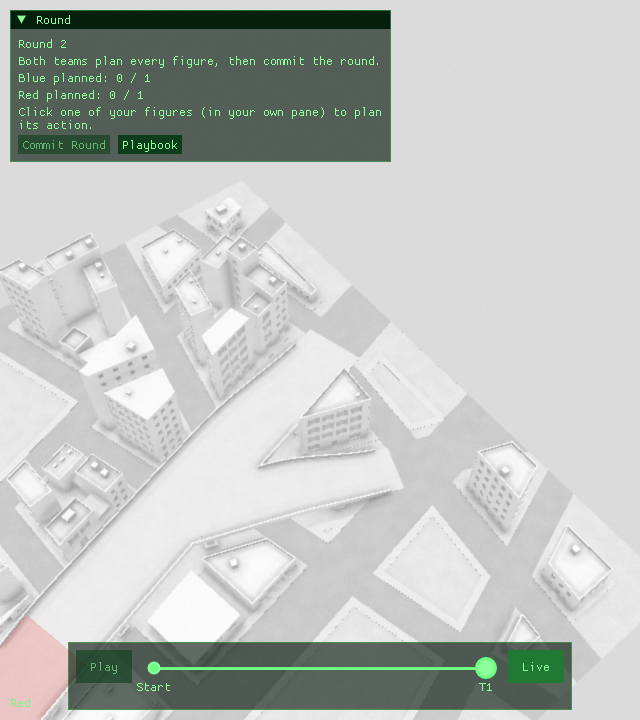 Round
Round 2
Both teams plan every figure, then commit the round.
Blue planned: 0 / 1
Red planned: 0 / 1
Click one of your figures (in your own pane) to plan
its action.
Commit Round Playbook
Play Live
Start T1
Red